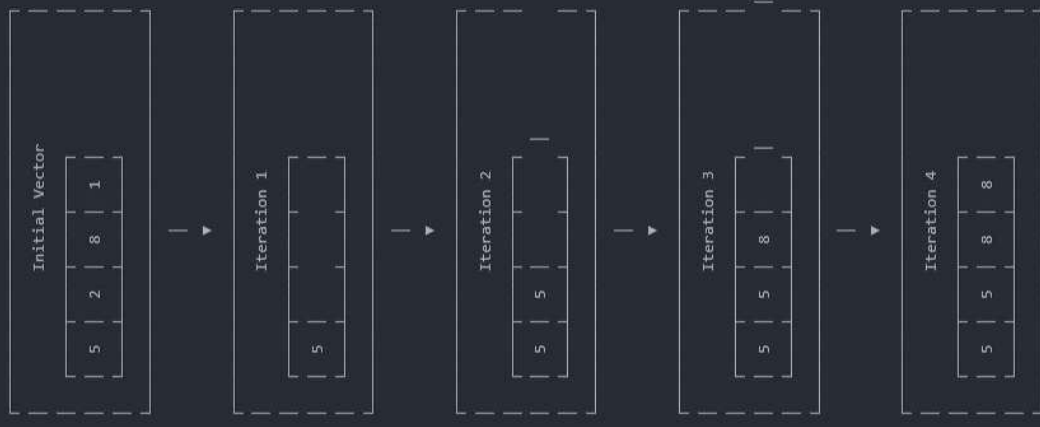 Initial Vector
5 2 8 1
Iteration 1
5
Iteration 2
5 5
Iteration 3
5 5 8
Iteration 4
5 5 8 8